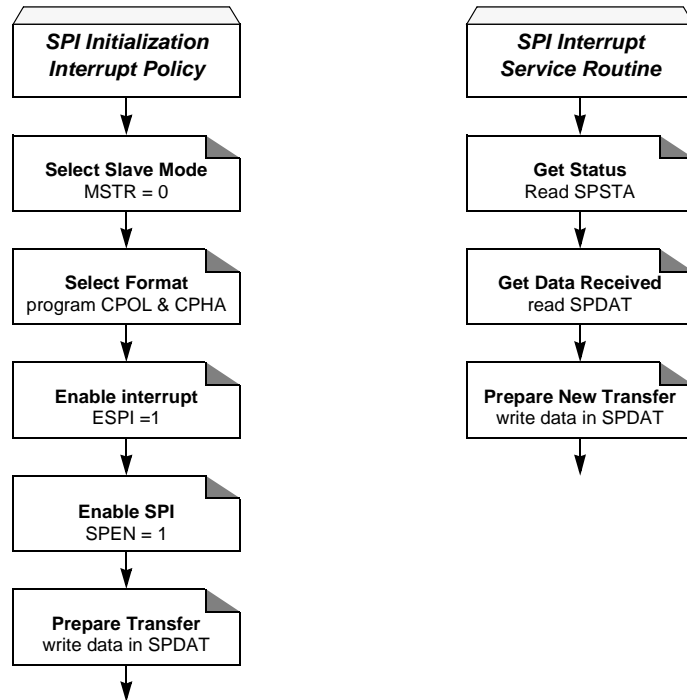 SPI Initialization
Interrupt Policy
Select Slave Mode
MSTR = 0
Select Format
program CPOL & CPHA
Enable interrupt
ESPI =1
Enable SPI
SPEN = 1
Prepare Transfer
write data in SPDAT
SPI Interrupt
Service Routine
Get Status
Read SPSTA
Get Data Received
read SPDAT
Prepare New Transfer
write data in SPDAT